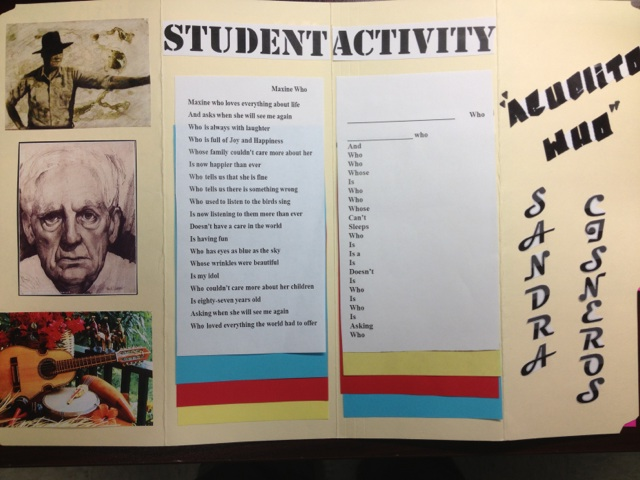 STUDENT ACTIVITY
Maxine Who
Maxine who loves everything about life
And asks when she will see me again
Who is always with laughter
Who is full of Joy and Happiness
Whose family couldn't care more about her
Is now happier than ever
Who tells us that she is fine
Who tells us there is something wrong
Who used to listen to the birds sing
Is now listening to them more than ever
Doesn't have a care in the world
Is having fun
Who has eyes as blue as the sky
Whose wrinkles were beautiful
Is my idol
Who couldn't care more about her children
Is eighty-seven years old
Asking when she will see me again
Who loved everything the world had to offer
Who
who
And
Who
Who
Whose
Is
Who
Who
Whose
Can't
Sleeps
Who
Is
Is a
Is
Doesn't
Is
Who
Is
Who
Is
Asking
Who
"Abuelito
Who"
SANDRA
CISNEROS